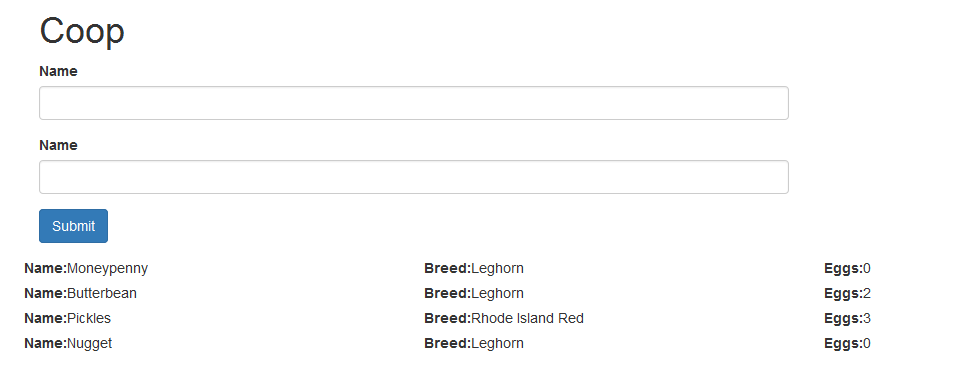 Coop
Name
Name
Submit
Name:Moneypenny Breed:Leghorn Eggs:0
Name:Butterbean Breed:Leghorn Eggs:2
Name:Pickles Breed:Rhode Island Red Eggs:3
Name:Nugget Breed:Leghorn Eggs:0